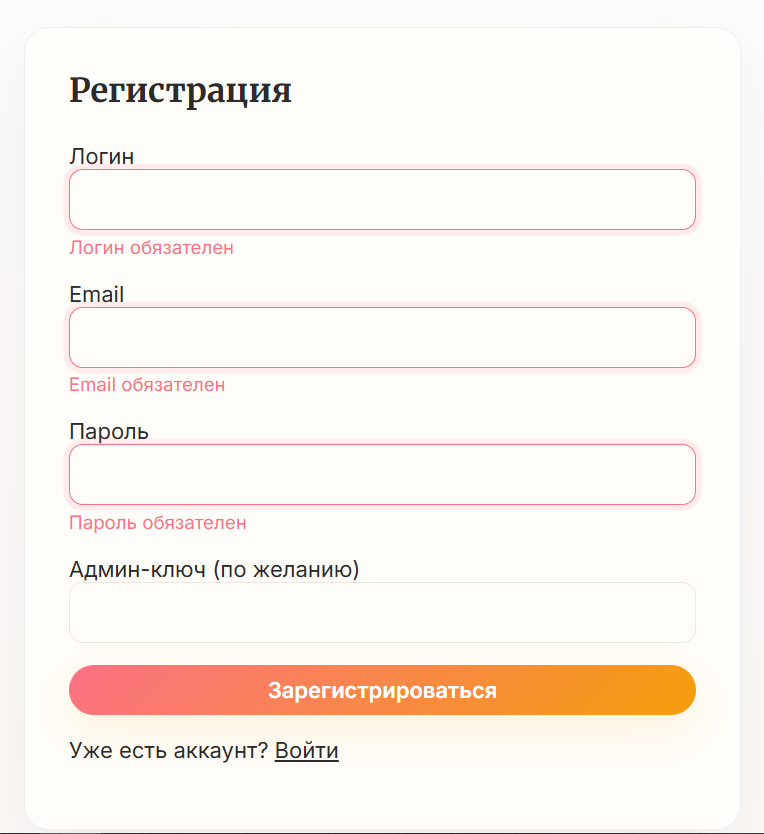 Регистрация
Логин
Логин обязателен
Email
Email обязателен
Пароль
Пароль обязателен
Админ-ключ (по желанию)
Зарегистрироваться
Уже есть аккаунт? Войти